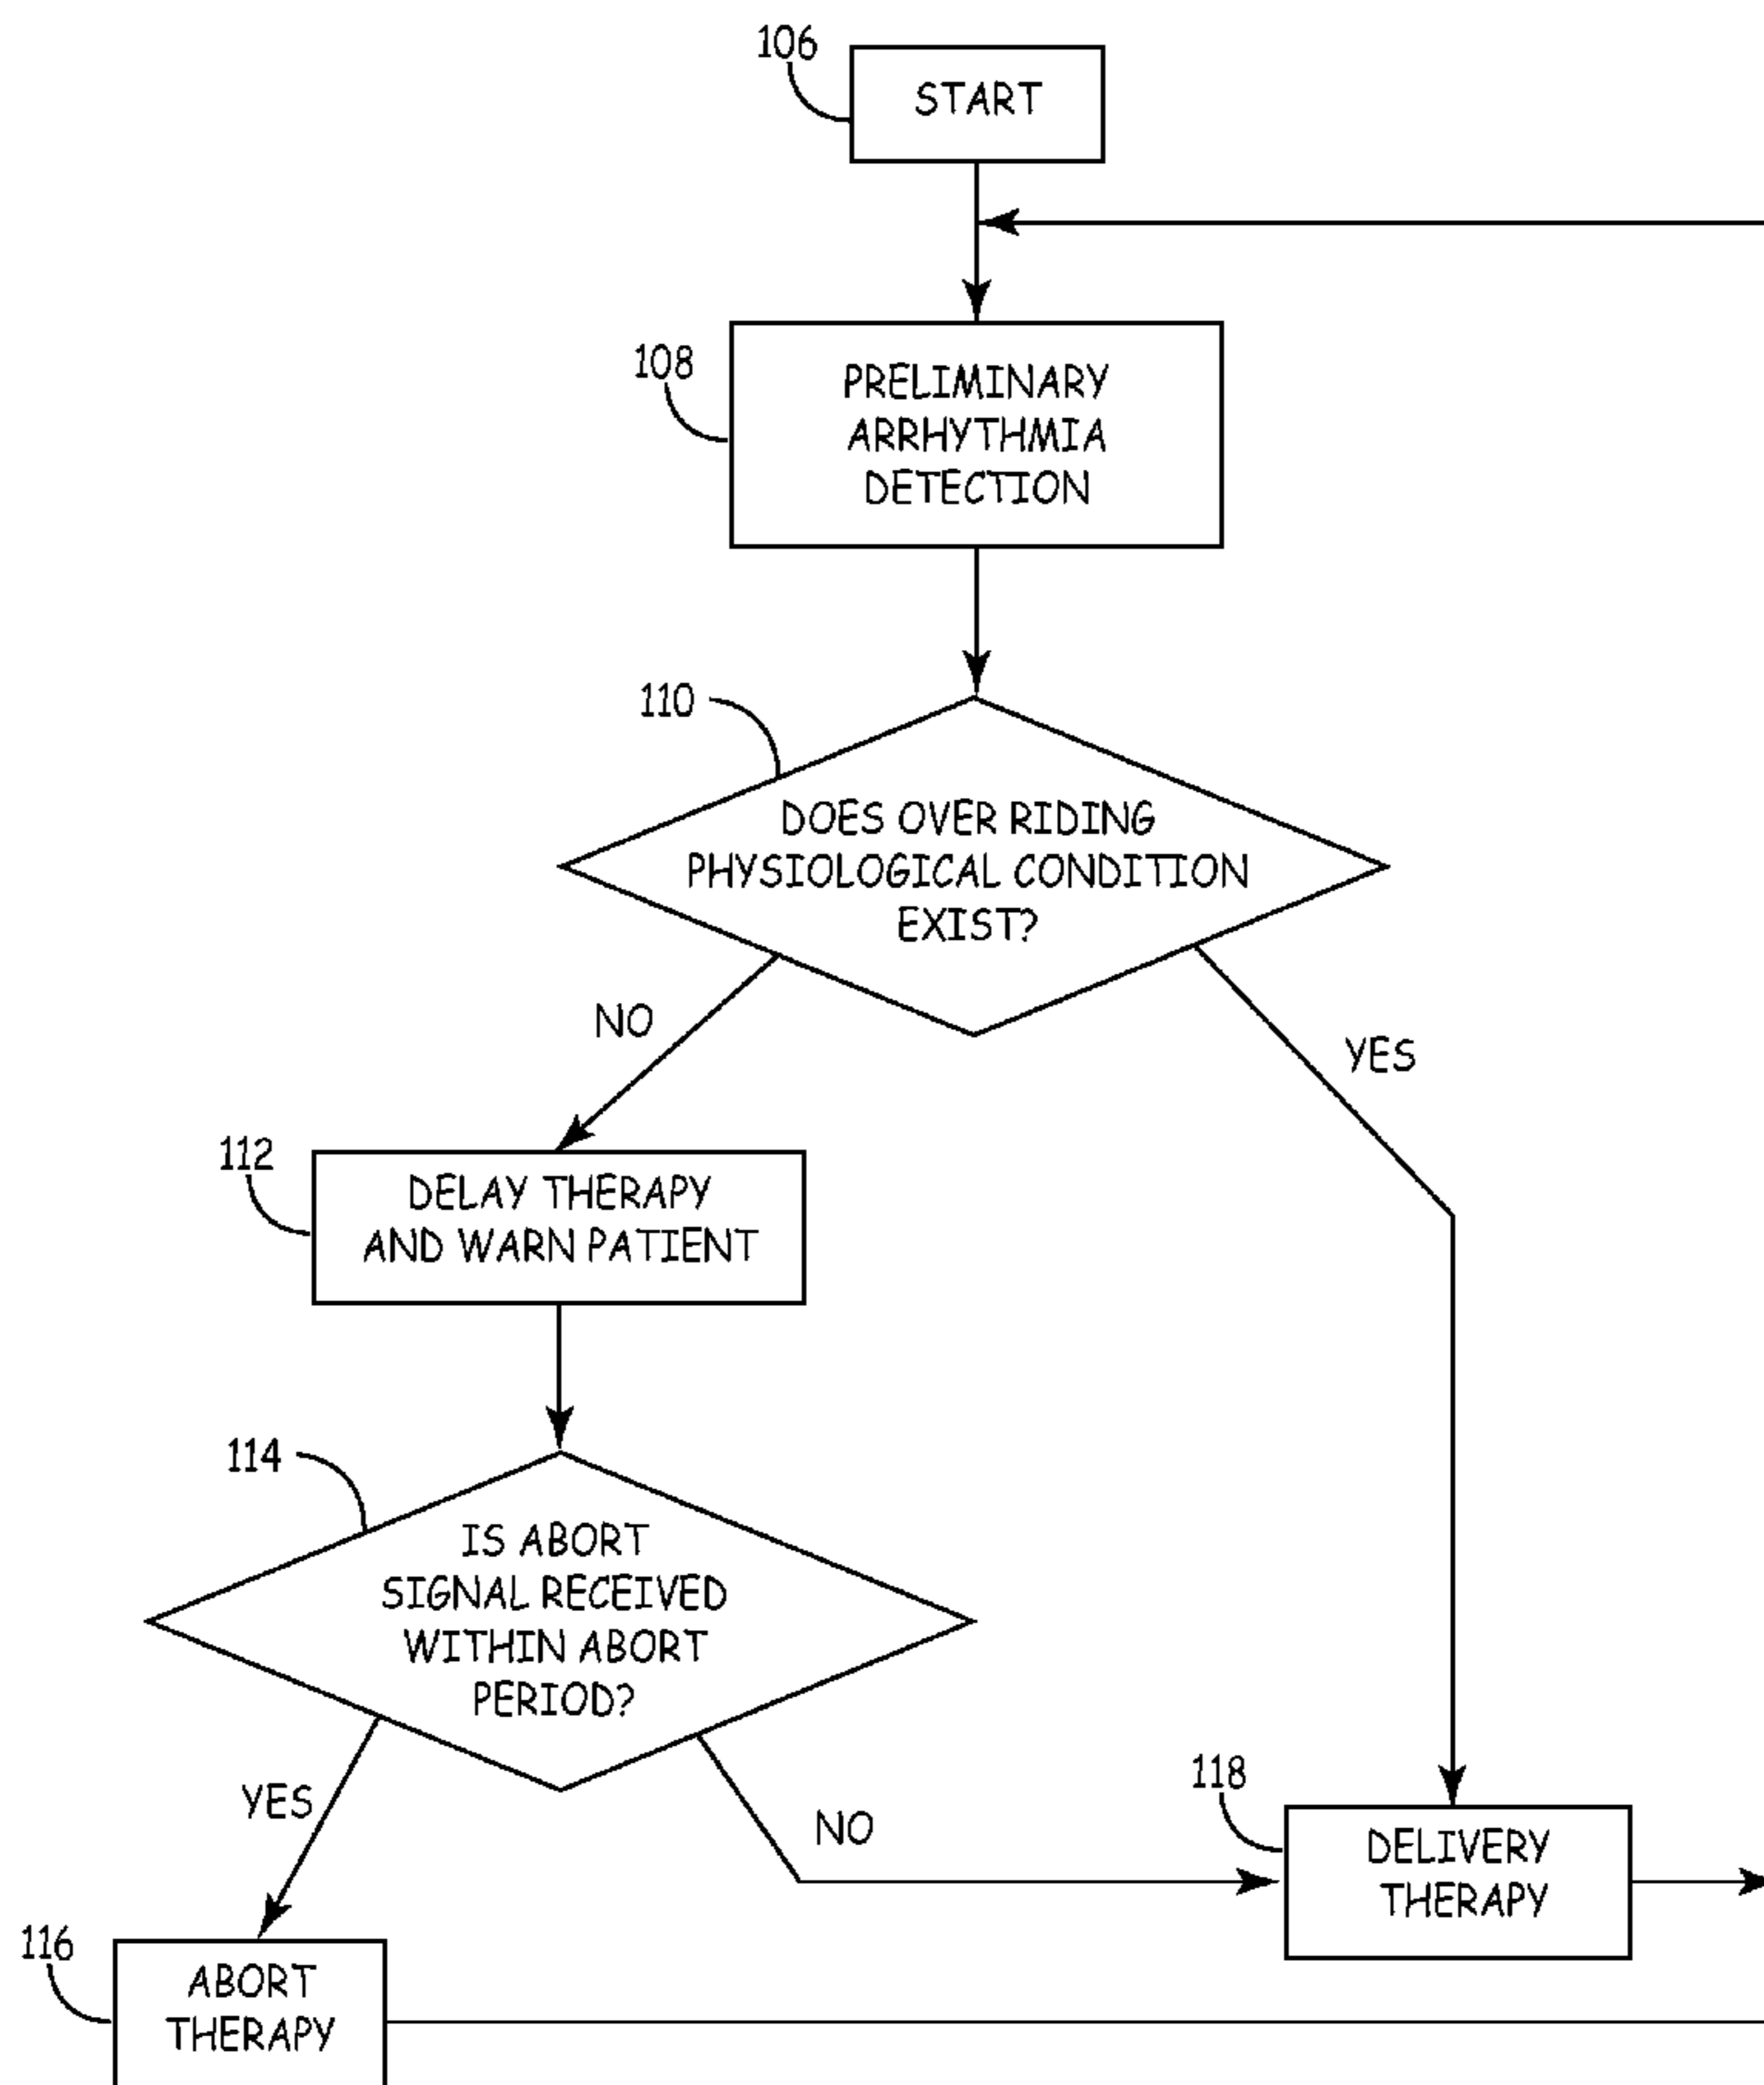 106
START
108
PRELIMINARY
ARRHYTHMIA
DETECTION
110
DOES OVER RIDING
PHYSIOLOGICAL CONDITION
EXIST?
NO
YES
112
DELAY THERAPY
AND WARN PATIENT
114
IS ABORT
SIGNAL RECEIVED
WITHIN ABORT
PERIOD?
YES
NO
118
DELIVERY
THERAPY
116
ABORT
THERAPY